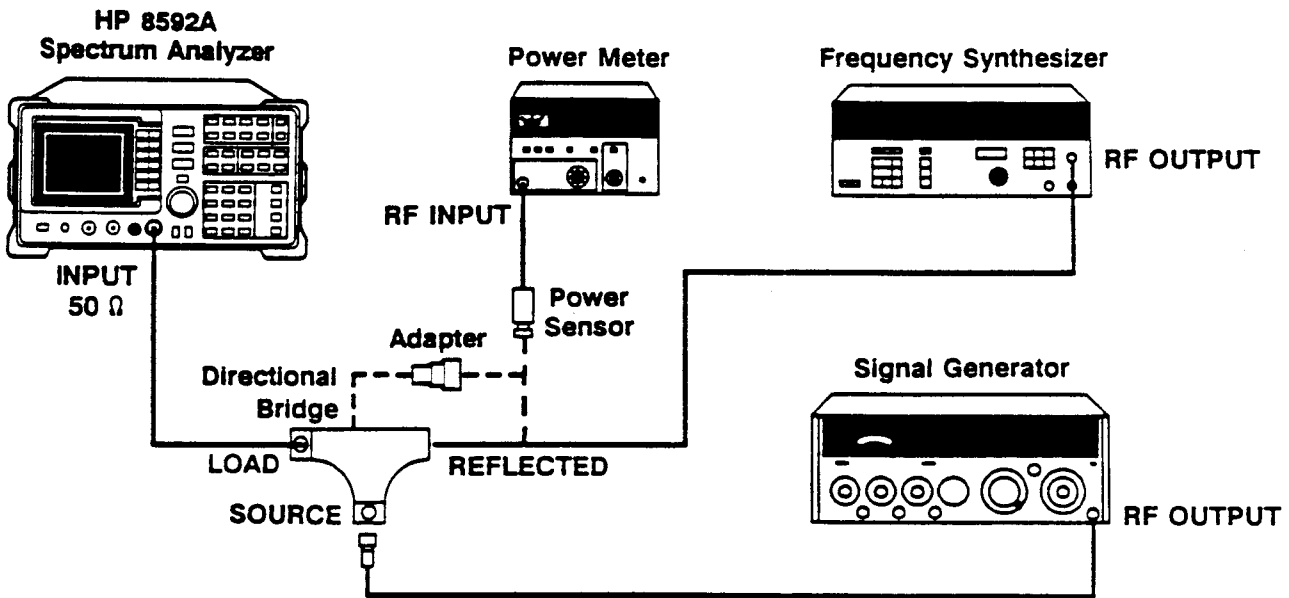 HP 8592A
Spectrum Analyzer
Power Meter
Frequency Synthesizer
RF OUTPUT
RF INPUT
INPUT
50 Ω
Power
Sensor
Adapter
Directional
Bridge
Signal Generator
LOAD
REFLECTED
SOURCE
RF OUTPUT